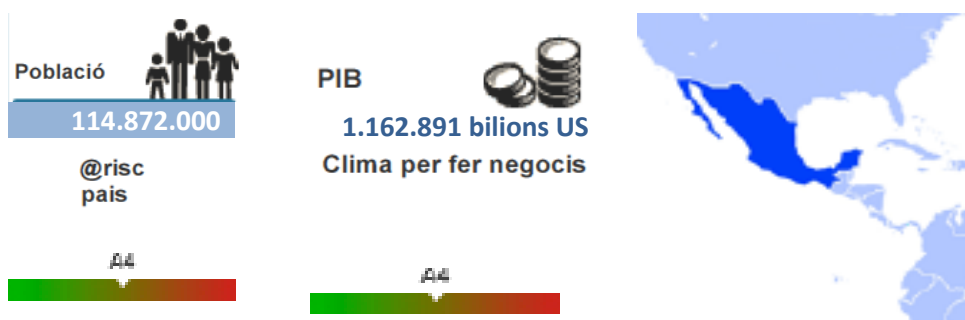 Població
114.872.000
@risc
pais
A4
PIB
1.162.891 bilions US
Clima per fer negocis
A4